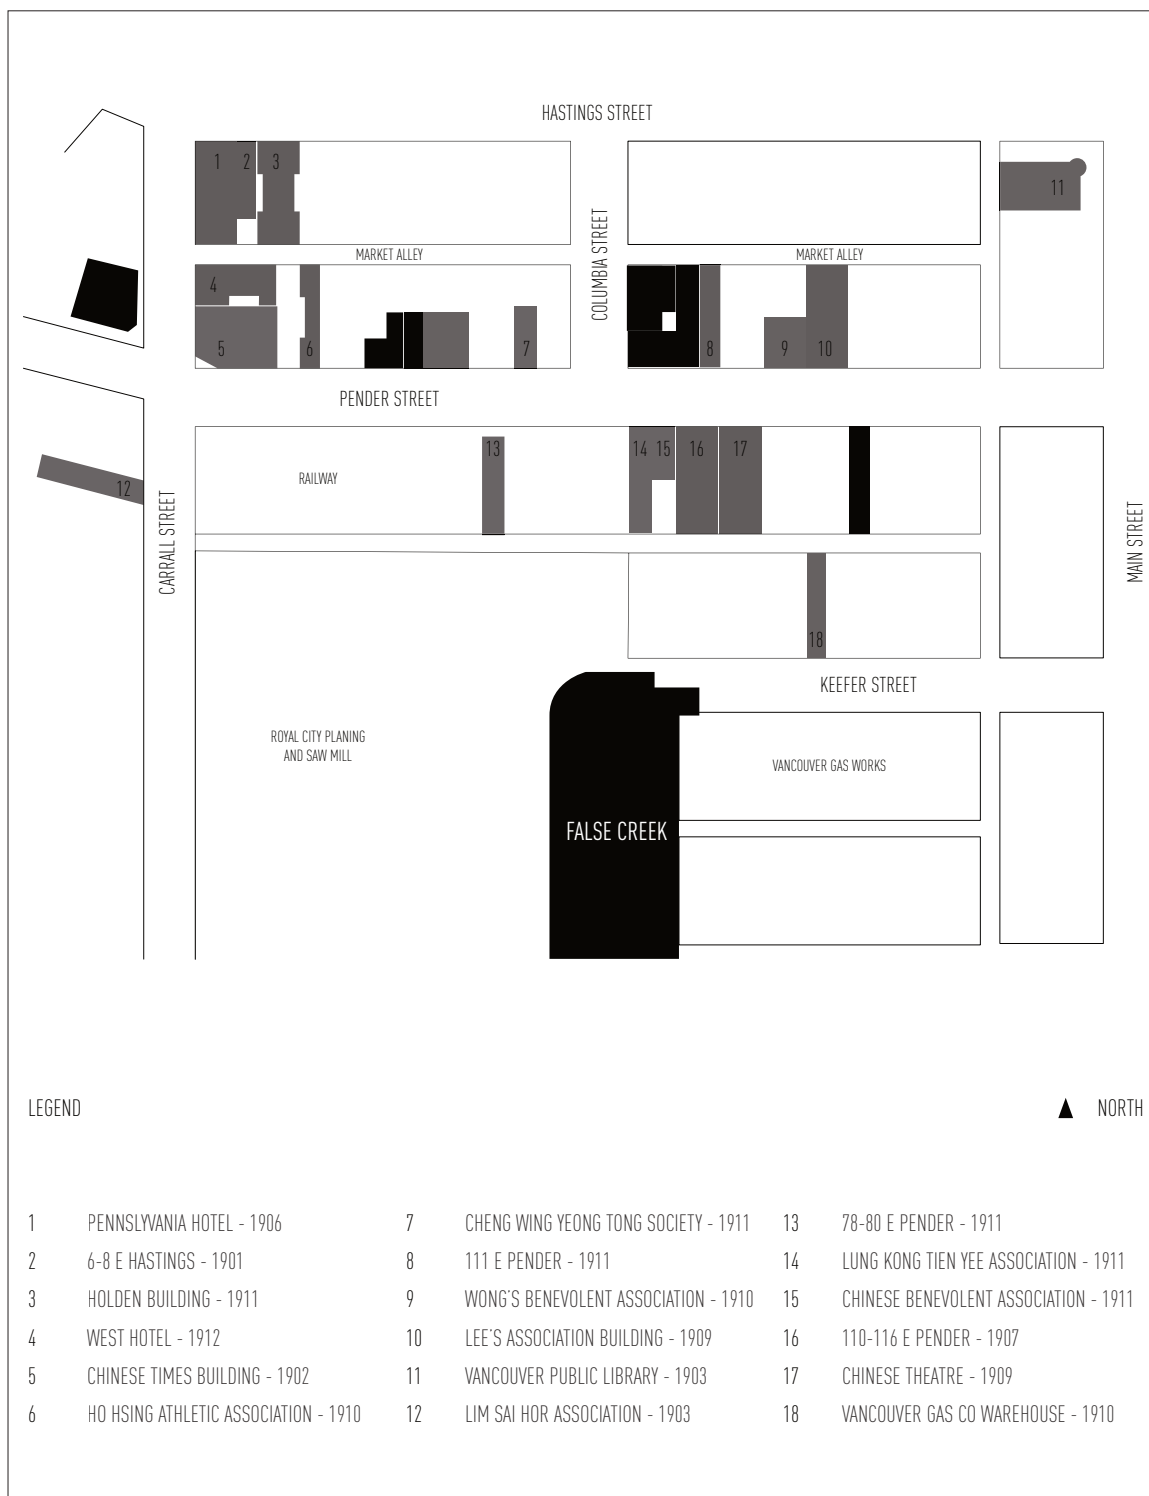 HASTINGS STREET
1
2
3
11
COLUMBIA STREET
MARKET ALLEY
MARKET ALLEY
4
5
6
7
8
9
10
PENDER STREET
13
14
15
16
17
RAILWAY
12
CARRALL STREET
MAIN STREET
18
KEEFER STREET
ROYAL CITY PLANING
AND SAW MILL
VANCOUVER GAS WORKS
FALSE CREEK
LEGEND
NORTH
1 PENNSLYVANIA HOTEL - 1906
2 6-8 E HASTINGS - 1901
3 HOLDEN BUILDING - 1911
4 WEST HOTEL - 1912
5 CHINESE TIMES BUILDING - 1902
6 HO HSING ATHLETIC ASSOCIATION - 1910
7 CHENG WING YEONG TONG SOCIETY - 1911
8 111 E PENDER - 1911
9 WONG'S BENEVOLENT ASSOCIATION - 1910
10 LEE'S ASSOCIATION BUILDING - 1909
11 VANCOUVER PUBLIC LIBRARY - 1903
12 LIM SAI HOR ASSOCIATION - 1903
13 78-80 E PENDER - 1911
14 LUNG KONG TIEN YEE ASSOCIATION - 1911
15 CHINESE BENEVOLENT ASSOCIATION - 1911
16 110-116 E PENDER - 1907
17 CHINESE THEATRE - 1909
18 VANCOUVER GAS CO WAREHOUSE - 1910